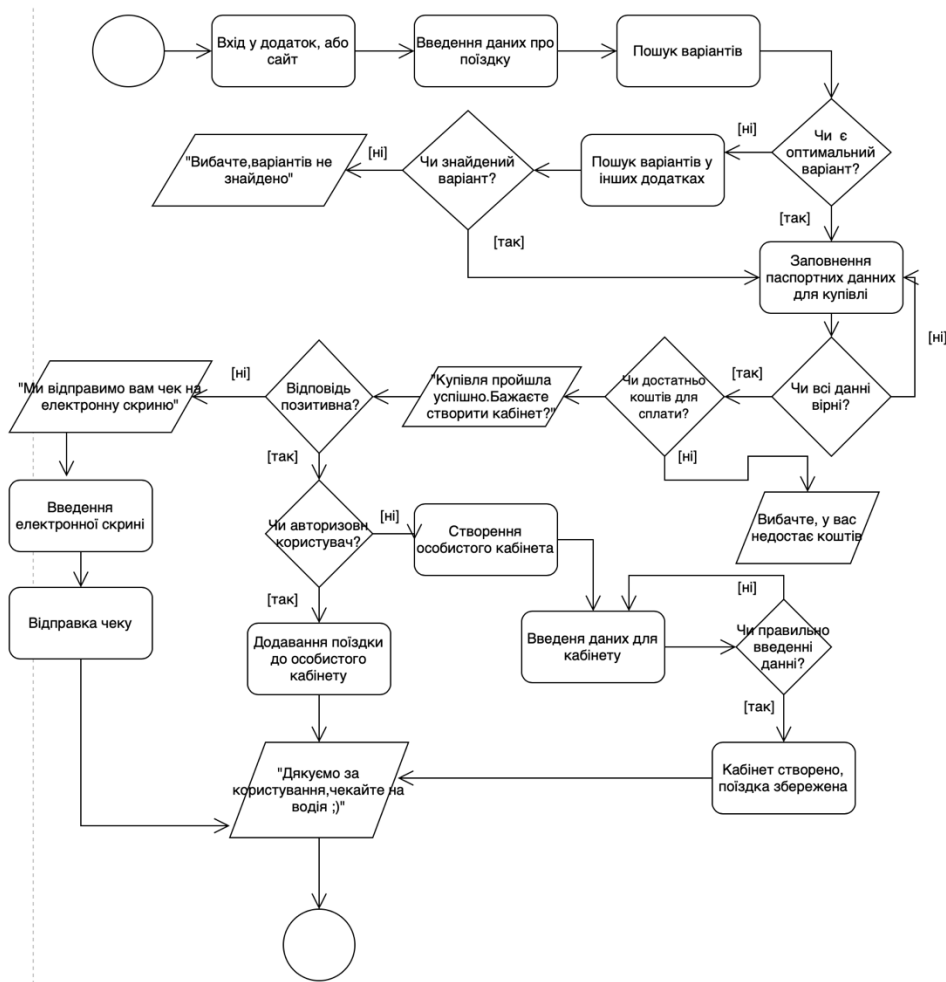 Вхід у додаток, або
сайт
Введення даних про
поїздку
Пошук варіантів
[ні]
Чи є
оптимальний
варіант?
Пошук варіантів у
інших додатках
[ні]
Чи знайдений
варіант?
"Вибачте,варіантів не
знайдено"
[так]
[так]
Заповнення
паспортних данних
для купівлі
[ні]
Чи всі данні
вірні?
[так]
Чи достатньо
коштів для
сплати?
"Купівля пройшла
успішно.Бажаєте
створити кабінет?"
Відповідь
позитивна?
[ні]
"Ми відправимо вам чек на
електронну скриню"
[ні]
Вибачте, у вас
недостає коштів
[так]
Введення
електронної скрині
Чи авторизовн
користувач?
[ні]
Створення
особистого кабінета
[так]
Відправка чеку
Додавання поїздки
до особистого
кабінету
Введеня даних для
кабінету
[ні]
Чи правильно
введенні
данні?
[так]
Кабінет створено,
поїздка збережена
"Дякуємо за
користування,чекайте на
водія ;)"